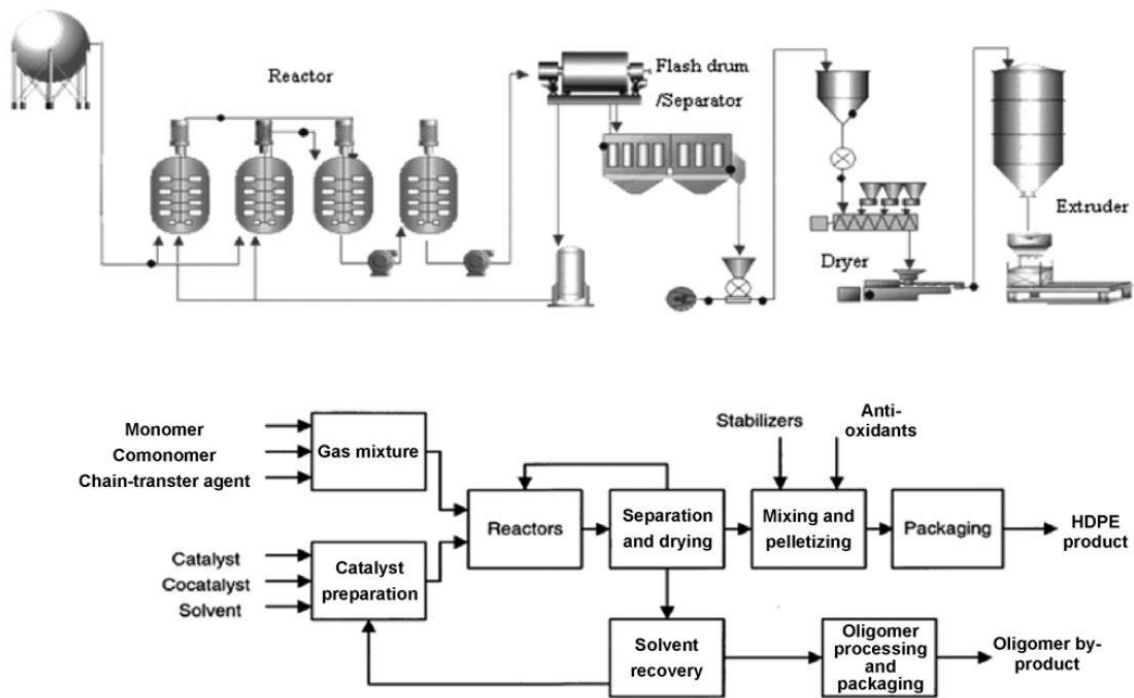 Reactor
Flash drum
/Separator
Extruder
Dryer
Monomer
Comonomer
Chain-transter agent
Gas mixture
Catalyst
Cocatalyst
Solvent
Catalyst
preparation
Reactors
Separation
and drying
Stabilizers
Anti-
oxidants
Mixing and
pelletizing
Packaging
HDPE
product
Solvent
recovery
Oligomer
processing
and
packaging
Oligomer by-
product